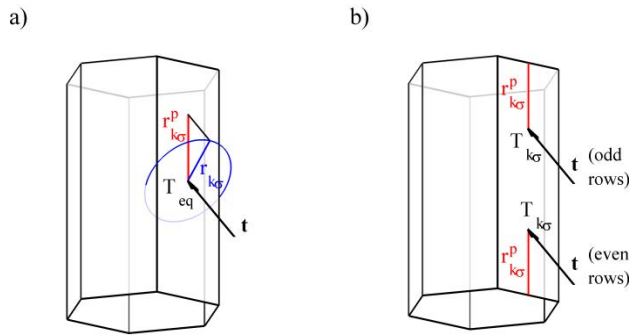 a)
b)
r^p_kσ
r_kσ
T_eq
t
r^p_kσ
T_kσ
t (odd
rows)
T_kσ
r^p_kσ
t (even
rows)